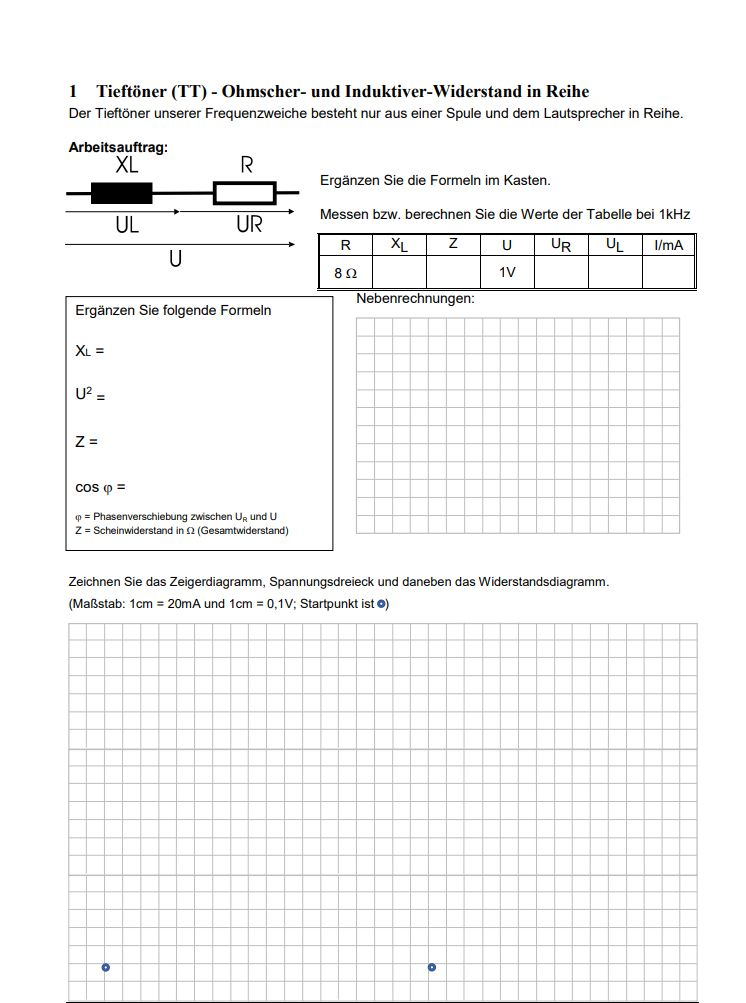 1 Tieftöner (TT) - Ohmscher- und Induktiver-Widerstand in Reihe
Der Tieftöner unserer Frequenzweiche besteht nur aus einer Spule und dem Lautsprecher in Reihe.
Arbeitsauftrag:
XL R
UL UR
U
Ergänzen Sie die Formeln im Kasten.
Messen bzw. berechnen Sie die Werte der Tabelle bei 1kHz
R XL Z U UR UL I/mA
8 Ω 1V
Ergänzen Sie folgende Formeln
XL =
U² =
Z =
cos φ =
φ = Phasenverschiebung zwischen UR und U
Z = Scheinwiderstand in Ω (Gesamtwiderstand)
Nebenrechnungen:
Zeichnen Sie das Zeigerdiagramm, Spannungsdreieck und daneben das Widerstandsdiagramm.
(Maßstab: 1cm = 20mA und 1cm = 0,1V; Startpunkt ist )